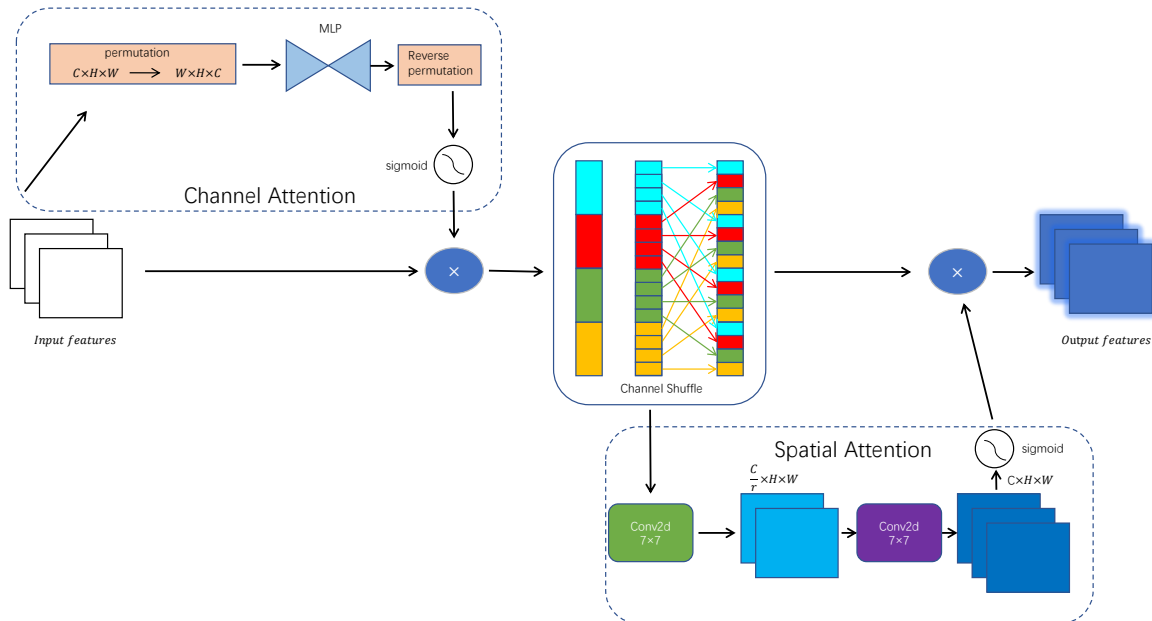 MLP
permutation
C×H×W → W×H×C
Reverse
permutation
sigmoid
Channel Attention
×
×
Input features
Output features
Channel Shuffle
Spatial Attention
sigmoid
C/r ×H×W
C×H×W
Conv2d
7×7
Conv2d
7×7